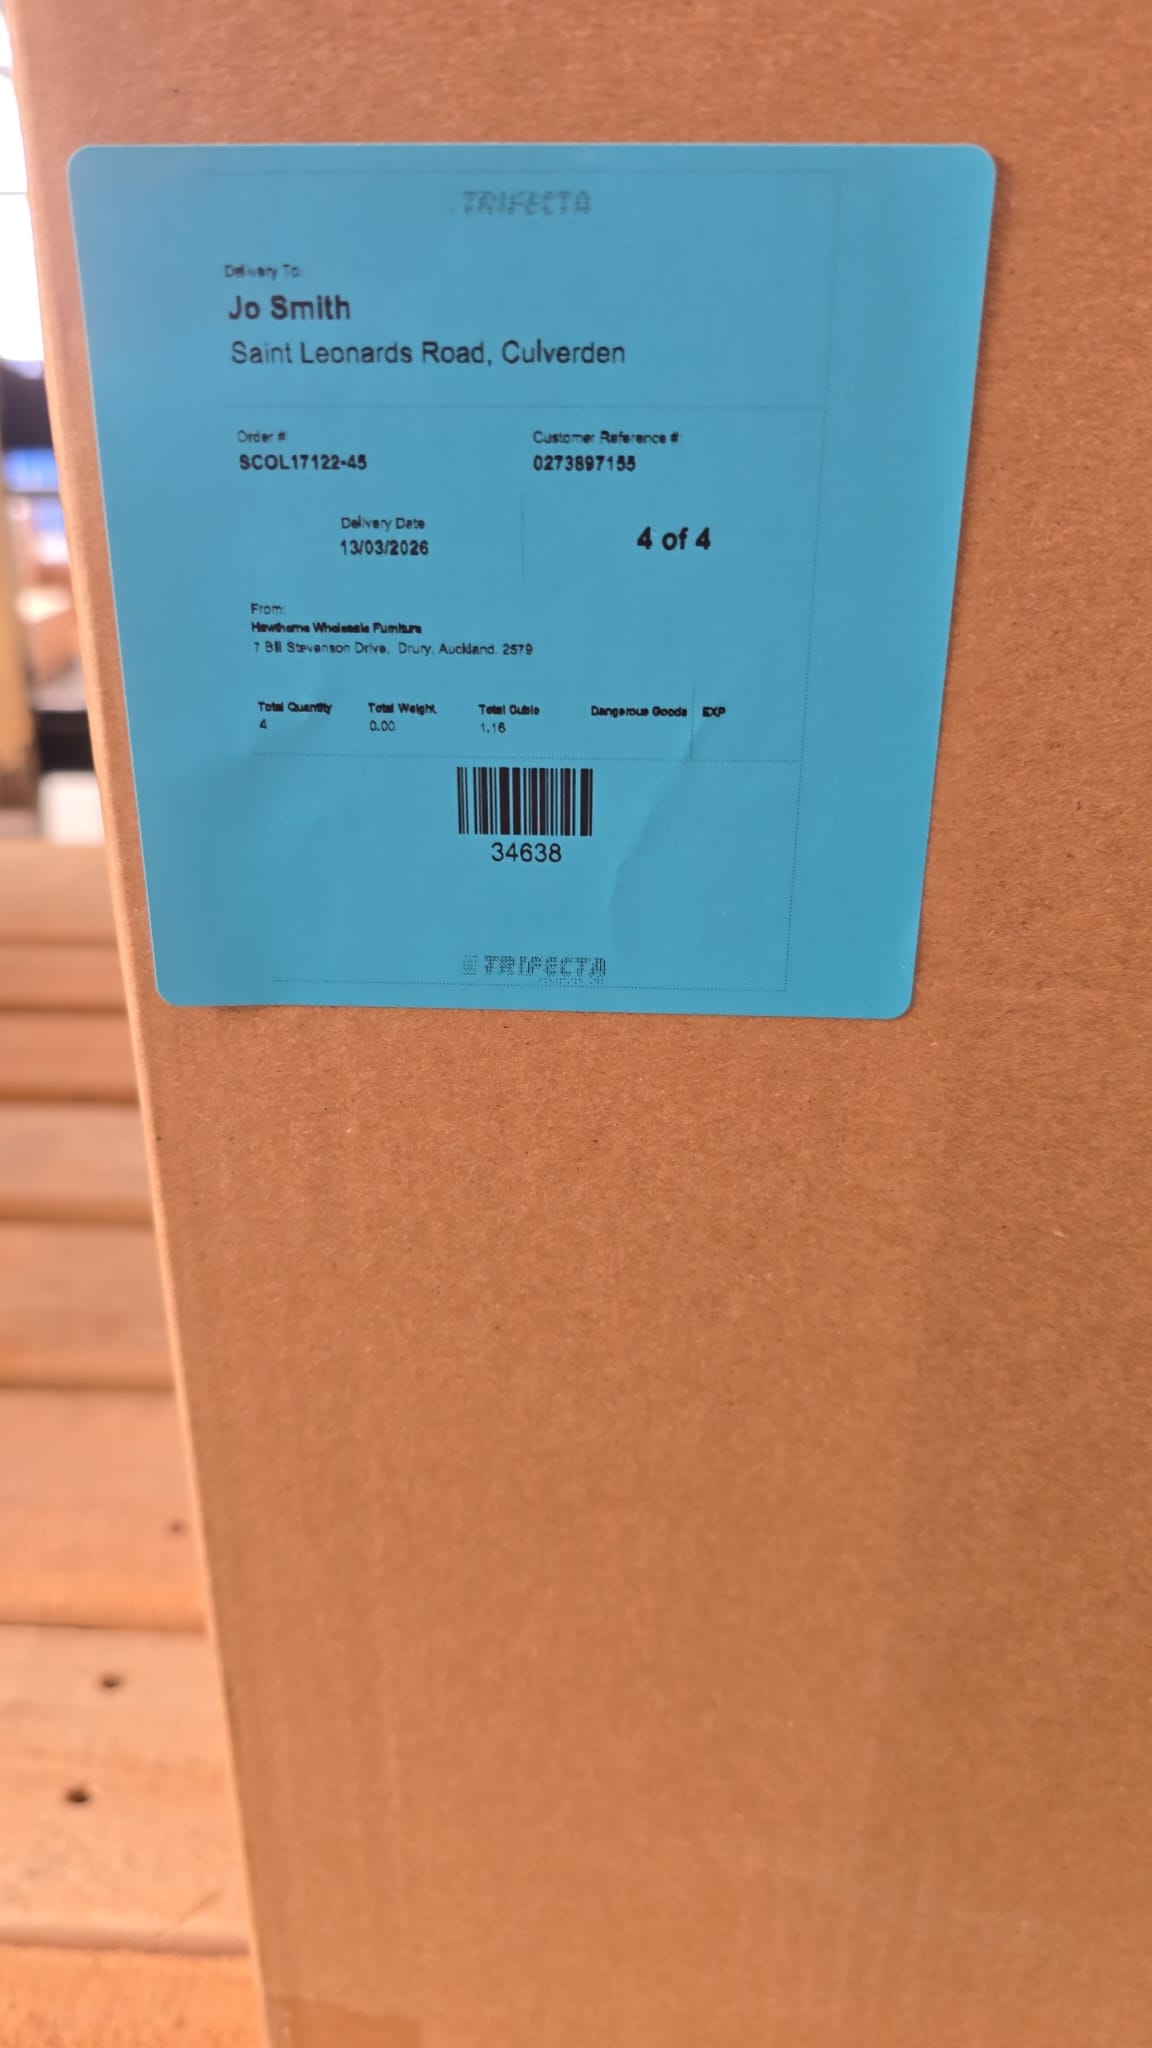 TRIFECTA
Delivery To:
Jo Smith
Saint Leonards Road, Culverden
Order #: Customer Reference #:
SCOL17122-45 0273897155
Delivery Date
13/03/2026 4 of 4
From:
Hawthorne Wholesale Furniture
7 Bill Stevenson Drive, Drury, Auckland, 2579
Total Quantity Total Weight Total Cubic Dangerous Goods EXP
4 0.00 1.16
34638
TRIFECTA